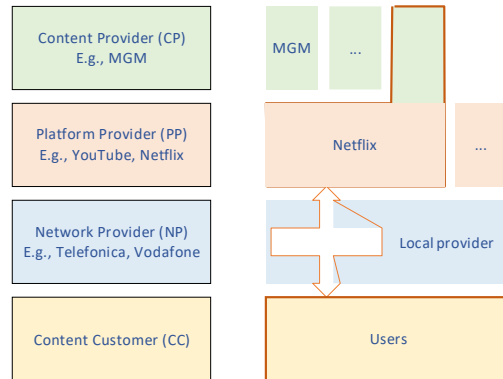 Content Provider (CP)
E.g., MGM
MGM
...
Platform Provider (PP)
E.g., YouTube, Netflix
Netflix
...
Network Provider (NP)
E.g., Telefonica, Vodafone
Local provider
Content Customer (CC)
Users